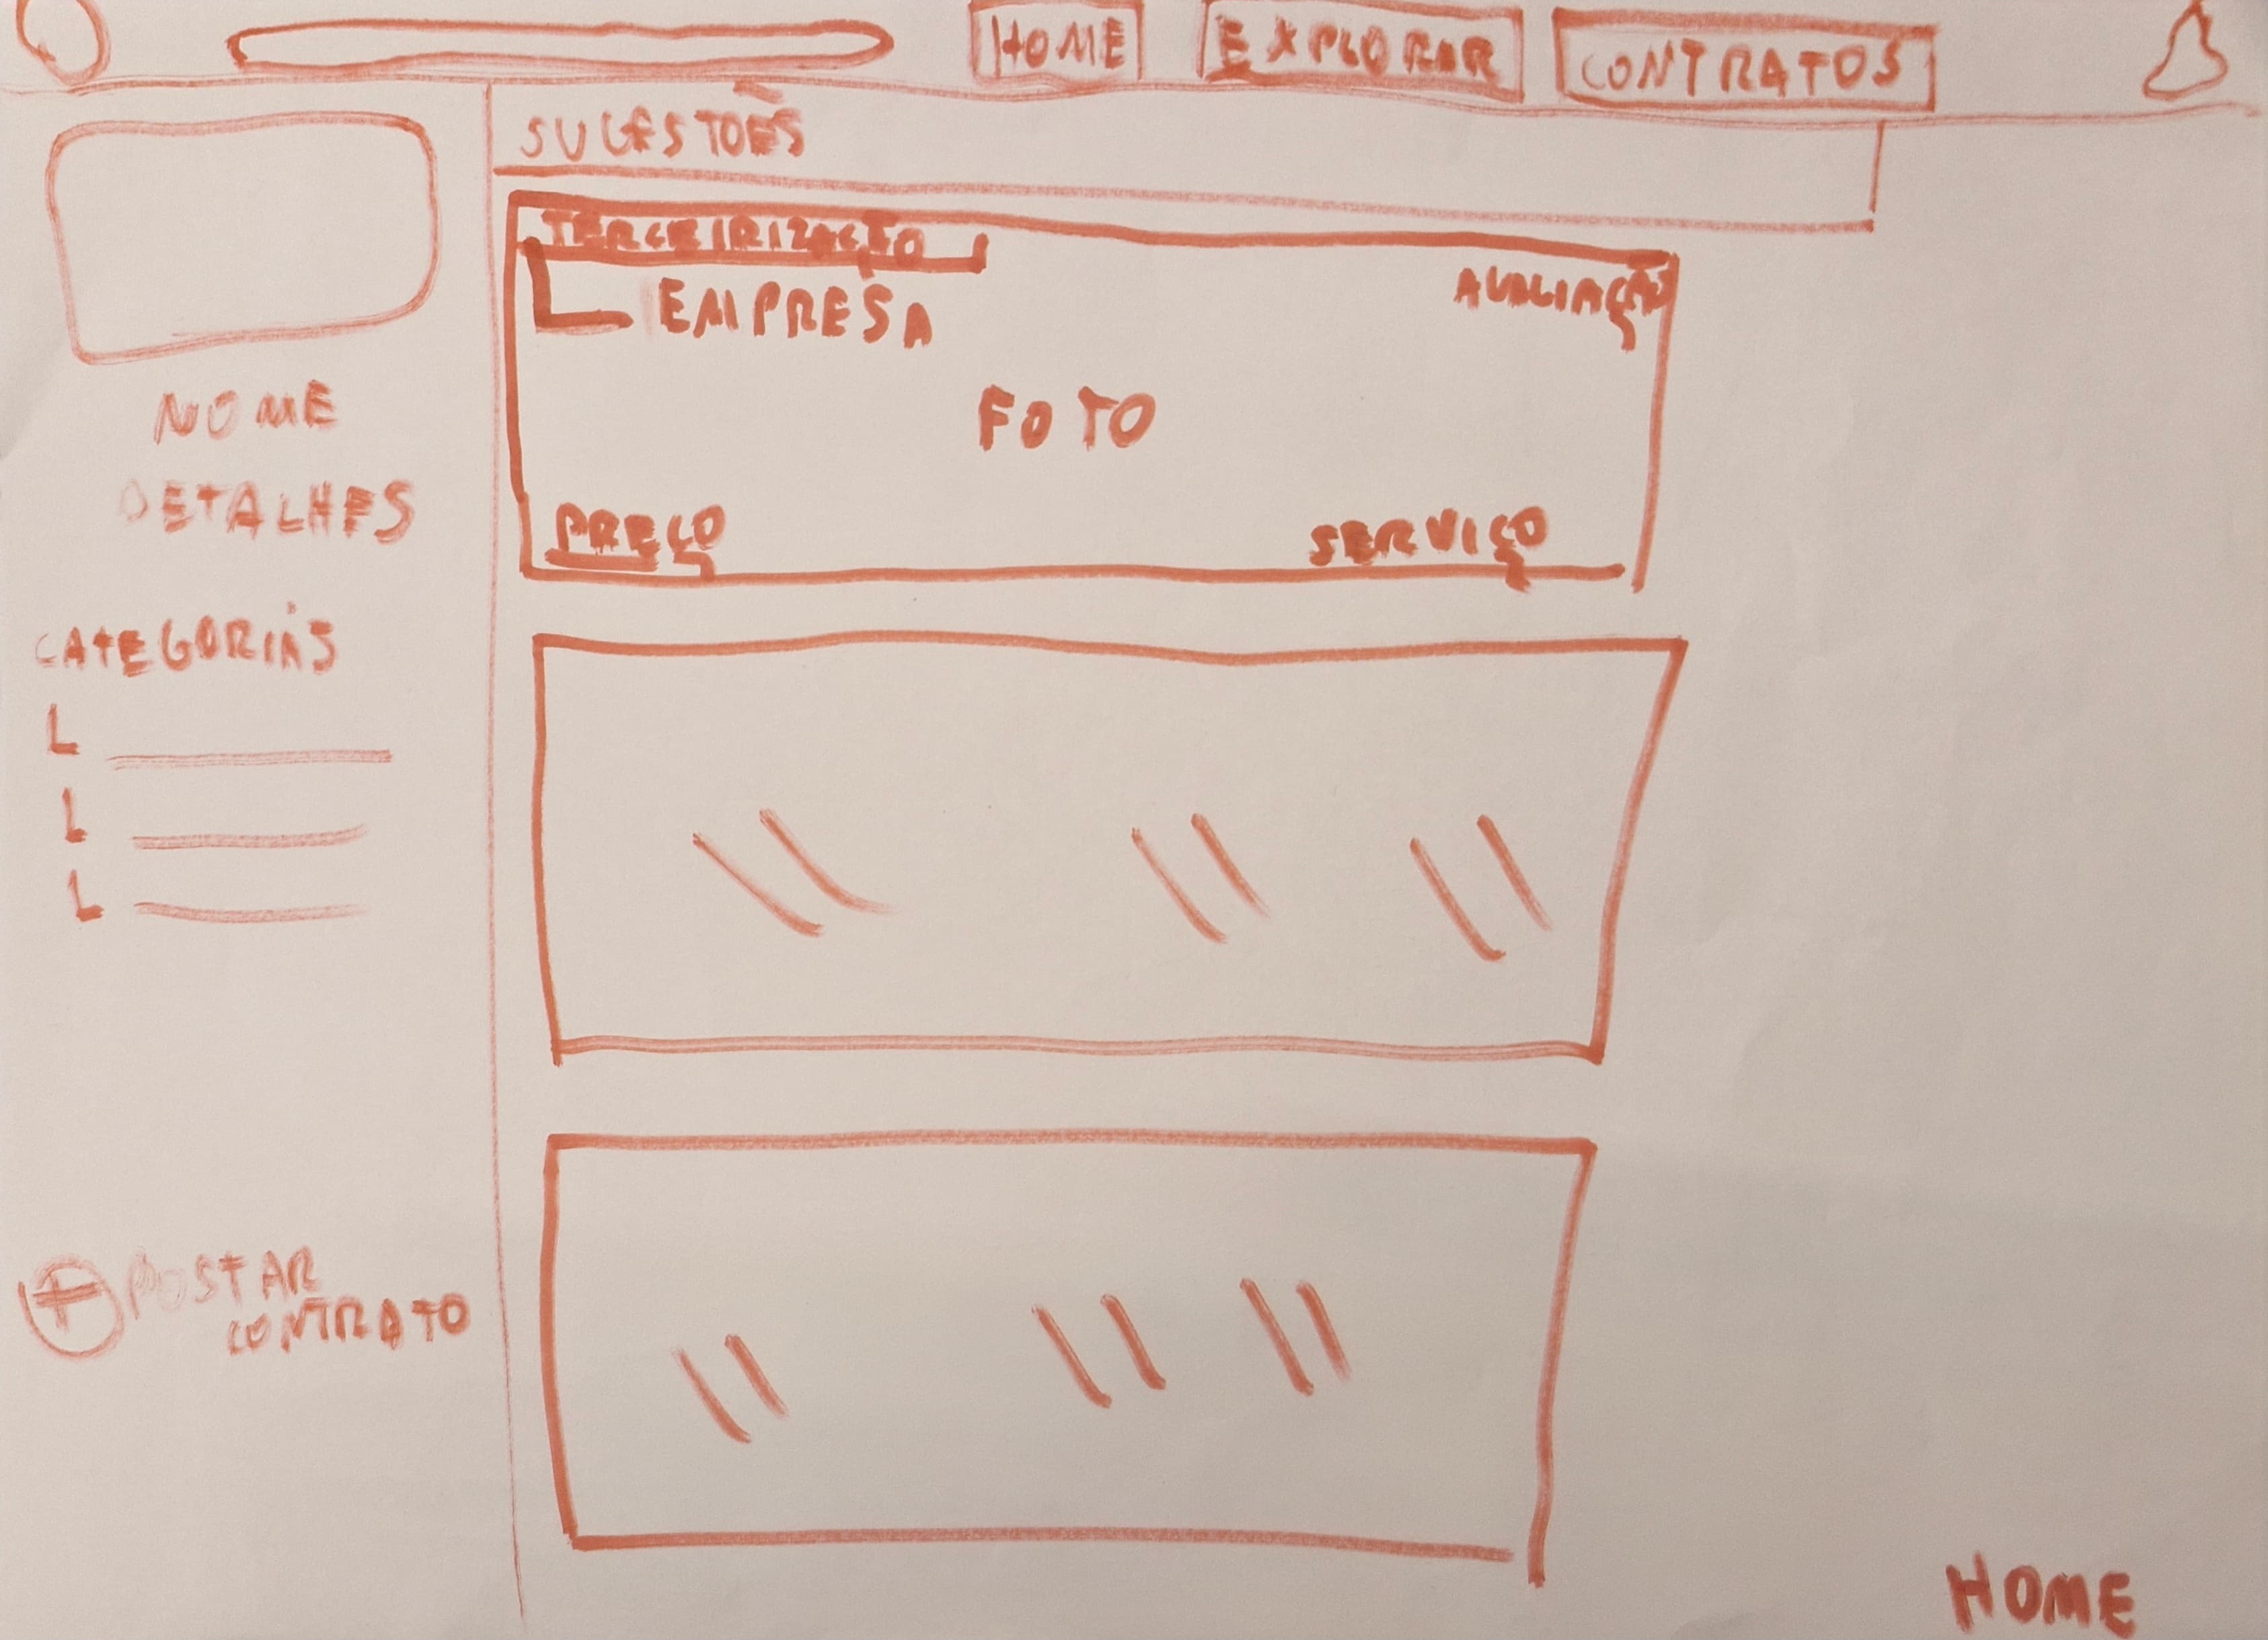 HOME EXPLORAR CONTRATOS
SUGESTÕES
TERCEIRIZAÇÃO
EMPRESA
AVALIAÇÃO
FOTO
PREÇO
SERVIÇO
NOME
DETALHES
CATEGORIAS
POSTAR
CONTRATO
HOME